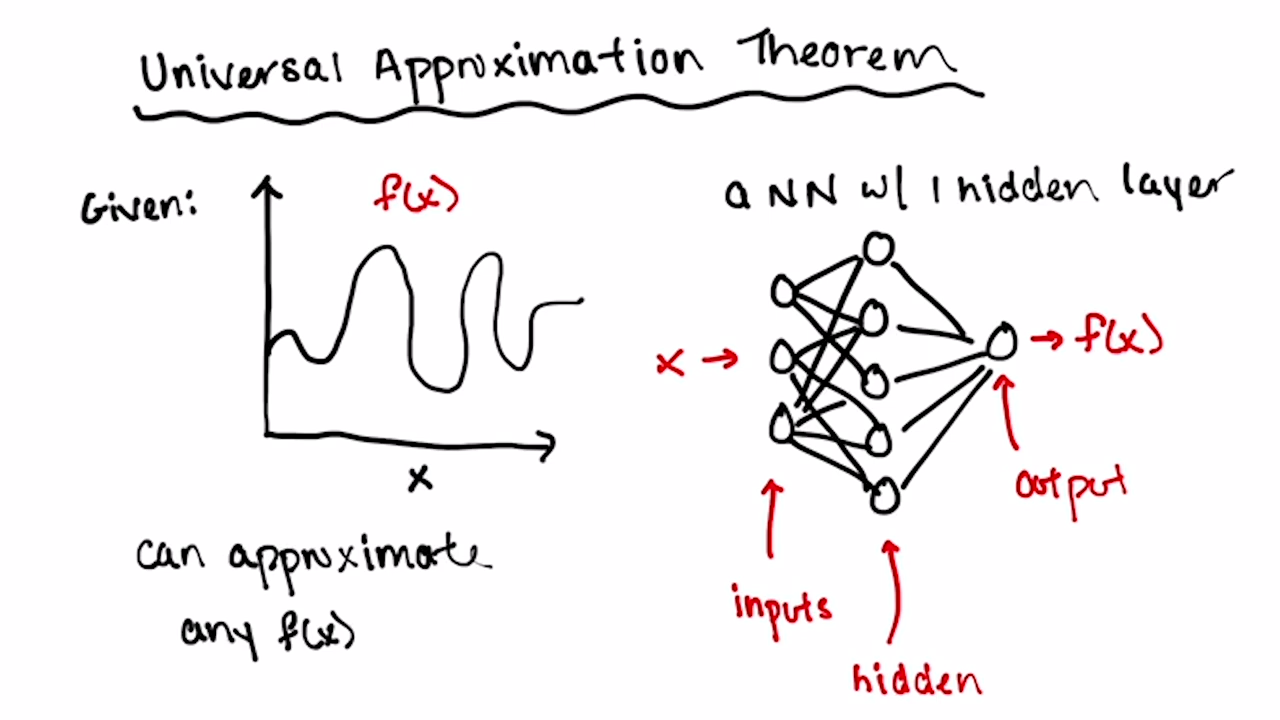 Universal Approximation Theorem
Given:
f(x)
x
can approximate
any f(x)
a NN w/ 1 hidden layer
x → 
→ f(x)
output
inputs
hidden